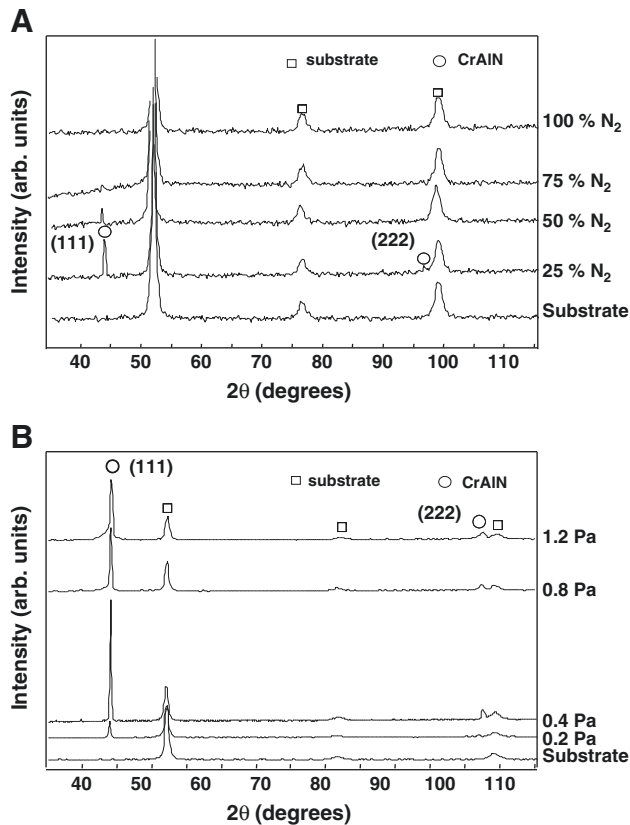 A
□ substrate ○ CrAlN
100 % N2
75 % N2
50 % N2
(111)
(222)
25 % N2
Substrate
Intensity (arb. units)
40 50 60 70 80 90 100 110
2θ (degrees)
B
(111)
□ substrate ○ CrAlN
(222)
1.2 Pa
0.8 Pa
0.4 Pa
0.2 Pa
Substrate
Intensity (arb. units)
40 50 60 70 80 90 100 110
2θ (degrees)